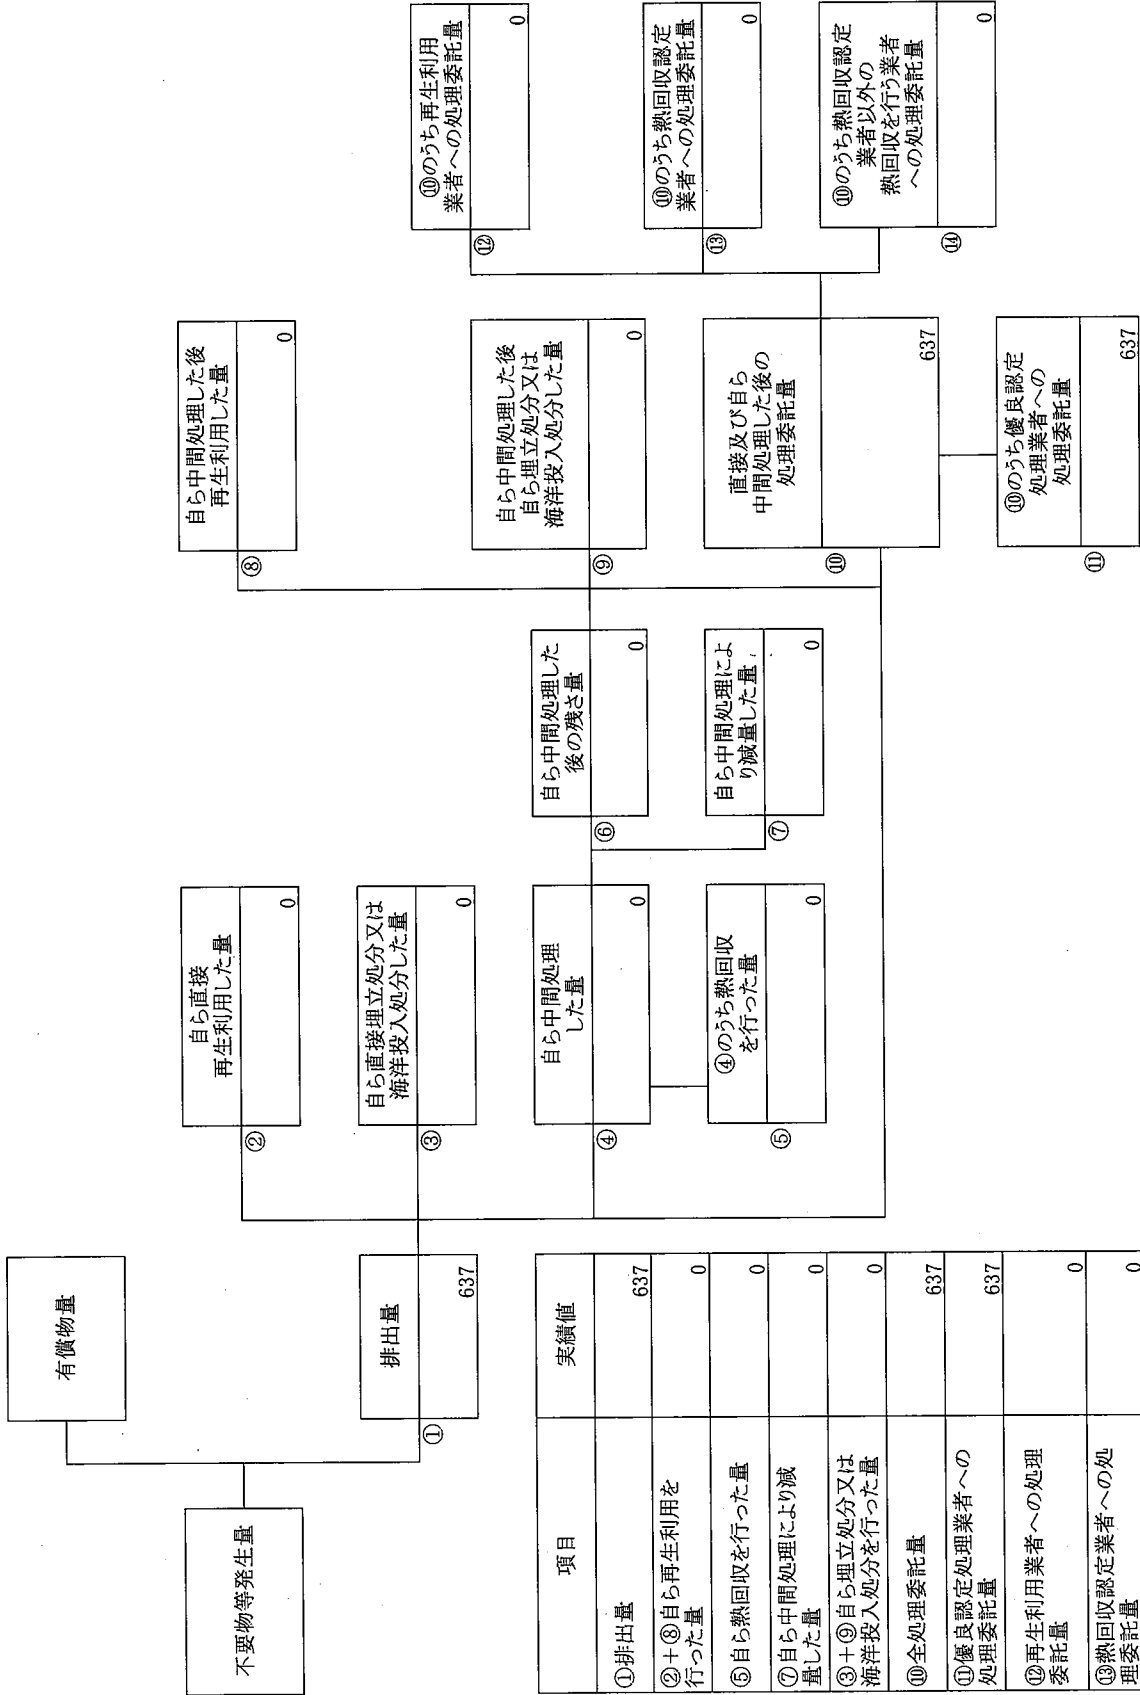 不要物等発生量
有償物量
①
排出量
637
②
自ら直接
再生利用した量
0
③
自ら直接埋立処分又は
海洋投入処分した量
0
④
自ら中間処理
した量
0
⑤
④のうち熱回収
を行った量
0
⑥
自ら中間処理した
後の残さ量
0
⑦
自ら中間処理によ
り減量した量
0
⑧
自ら中間処理した後
再生利用した量
0
⑨
自ら中間処理した後
自ら埋立処分又は
海洋投入処分した量
0
⑩
直接及び自ら
中間処理した後の
処理委託量
637
⑪
⑩のうち優良認定
処理業者への
処理委託量
637
⑫
⑩のうち再生利用
業者への処理委託量
0
⑬
⑩のうち熱回収認定
業者への処理委託量
0
⑭
⑩のうち熱回収認定
業者以外の
熱回収を行う業者
への処理委託量
0
項目 実績値
①排出量 637
②+⑧自ら再生利用を
行った量 0
⑤自ら熱回収を行った量 0
⑦自ら中間処理により減
量した量 0
③+⑨自ら埋立処分又は
海洋投入処分を行った量 0
⑩全処理委託量 637
⑪優良認定処理業者への
処理委託量 637
⑫再生利用業者への処理
委託量 0
⑬熱回収認定業者への処
理委託量 0